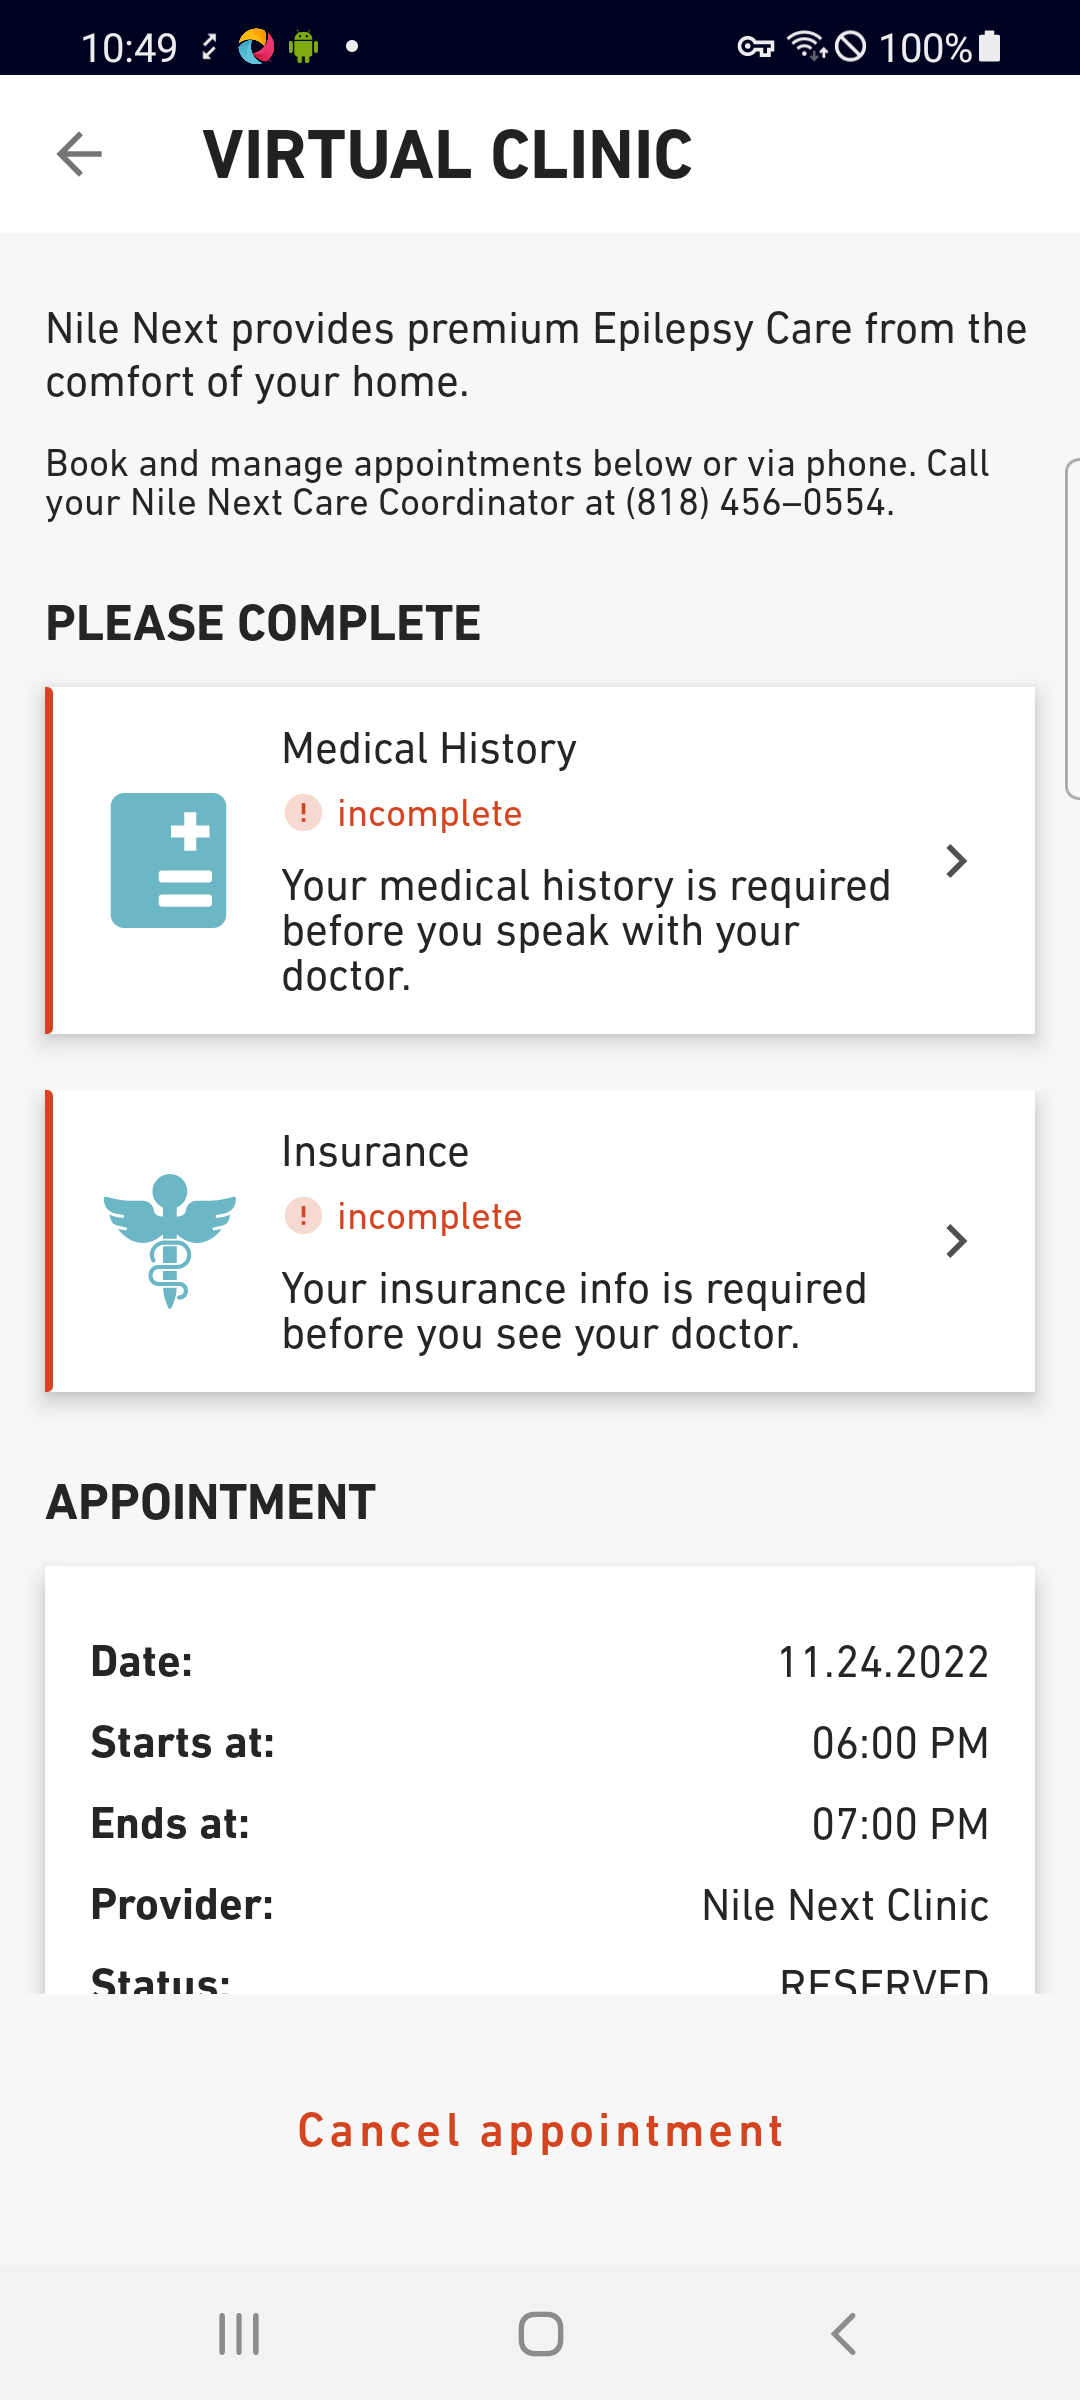 10:49
100%
VIRTUAL CLINIC
Nile Next provides premium Epilepsy Care from the
comfort of your home.
Book and manage appointments below or via phone. Call
your Nile Next Care Coordinator at (818) 456–0554.
PLEASE COMPLETE
Medical History
! incomplete
Your medical history is required
before you speak with your
doctor.
Insurance
! incomplete
Your insurance info is required
before you see your doctor.
APPOINTMENT
Date: 11.24.2022
Starts at: 06:00 PM
Ends at: 07:00 PM
Provider: Nile Next Clinic
Status: RESERVED
Cancel appointment